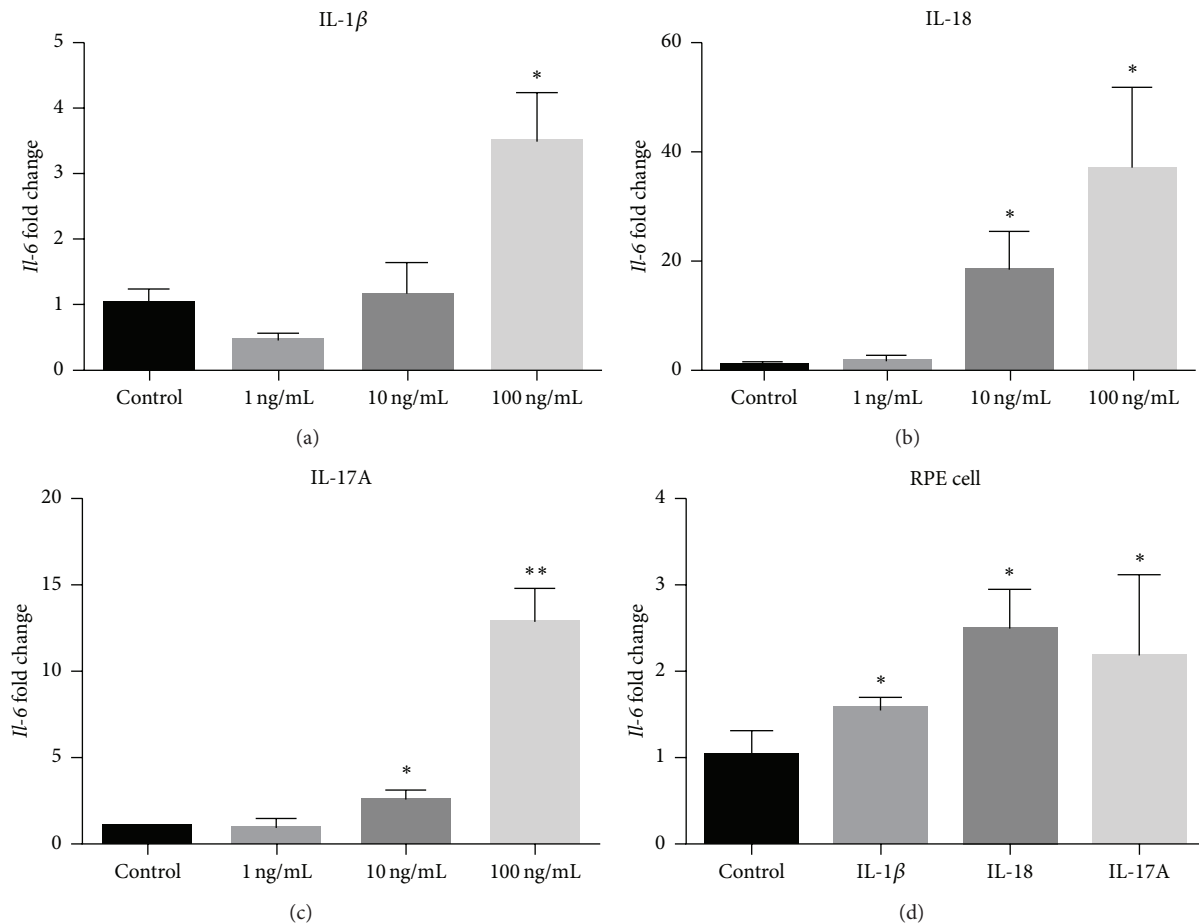 IL-1β
Il-6 fold change
5
4
3
2
1
0
*
Control 1 ng/mL 10 ng/mL 100 ng/mL
(a)
IL-18
Il-6 fold change
60
40
20
0
* *
Control 1 ng/mL 10 ng/mL 100 ng/mL
(b)
IL-17A
Il-6 fold change
20
15
10
5
0
* **
Control 1 ng/mL 10 ng/mL 100 ng/mL
(c)
RPE cell
Il-6 fold change
4
3
2
1
0
* * *
Control IL-1β IL-18 IL-17A
(d)